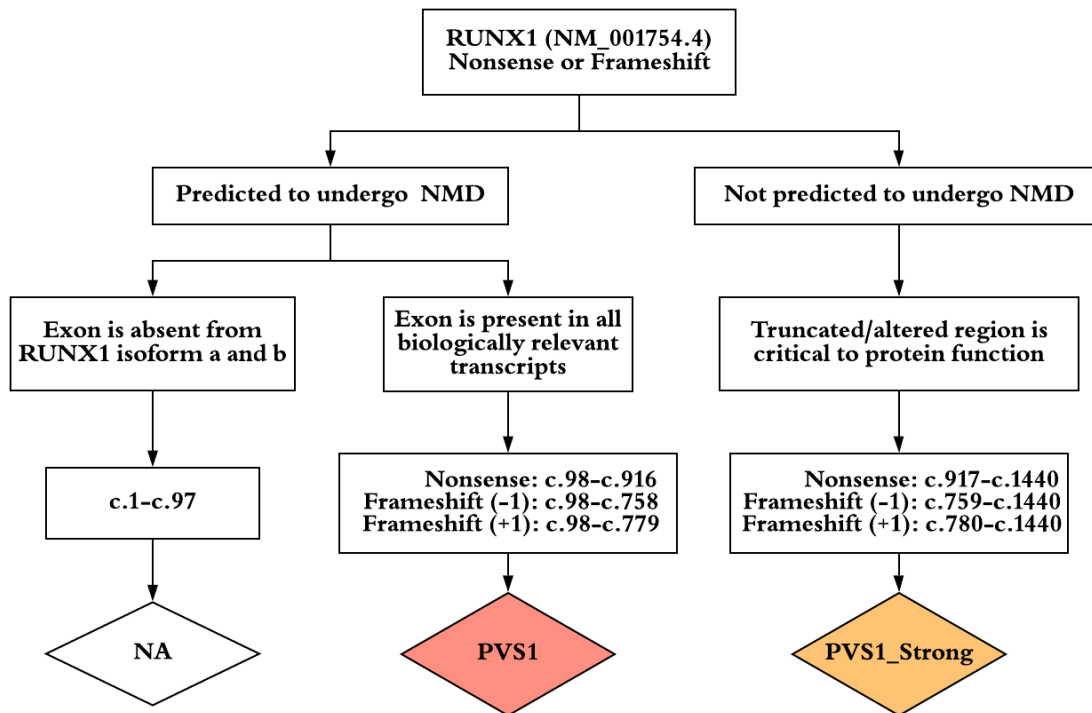 RUNX1 (NM_001754.4)
Nonsense or Frameshift
Predicted to undergo NMD
Not predicted to undergo NMD
Exon is absent from
RUNX1 isoform a and b
Exon is present in all
biologically relevant
transcripts
Truncated/altered region is
critical to protein function
c.1-c.97
Nonsense: c.98-c.916
Frameshift (-1): c.98-c.758
Frameshift (+1): c.98-c.779
Nonsense: c.917-c.1440
Frameshift (-1): c.759-c.1440
Frameshift (+1): c.780-c.1440
NA
PVS1
PVS1_Strong